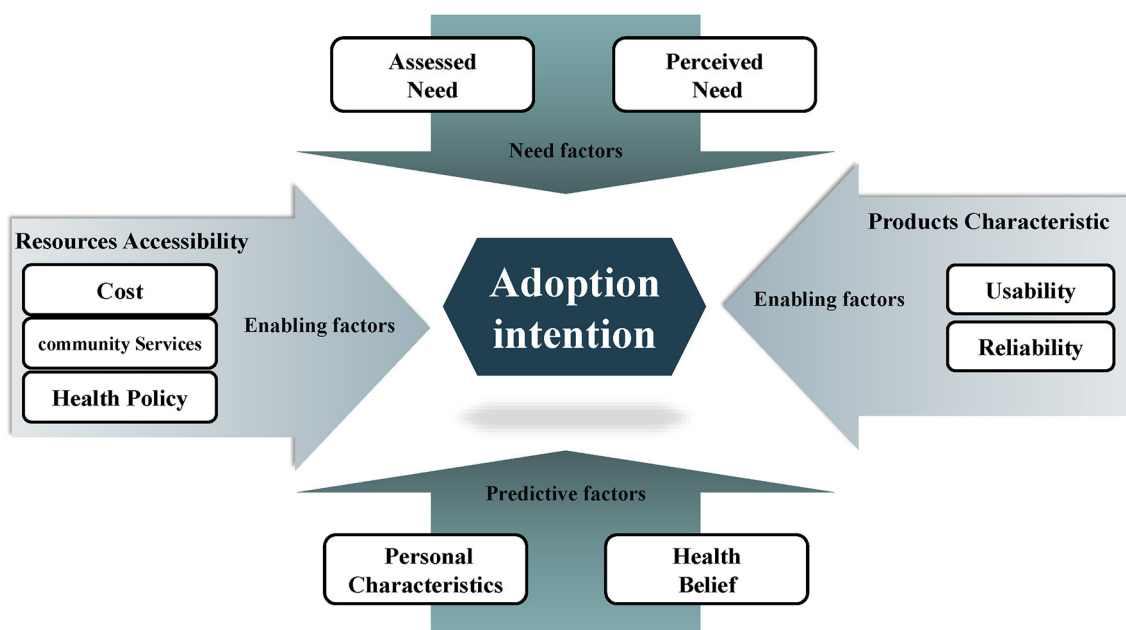 Assessed
Need
Perceived
Need
Need factors
Resources Accessibility
Cost
community Services
Health Policy
Enabling factors
Adoption
intention
Products Characteristic
Enabling factors
Usability
Reliability
Predictive factors
Personal
Characteristics
Health
Belief